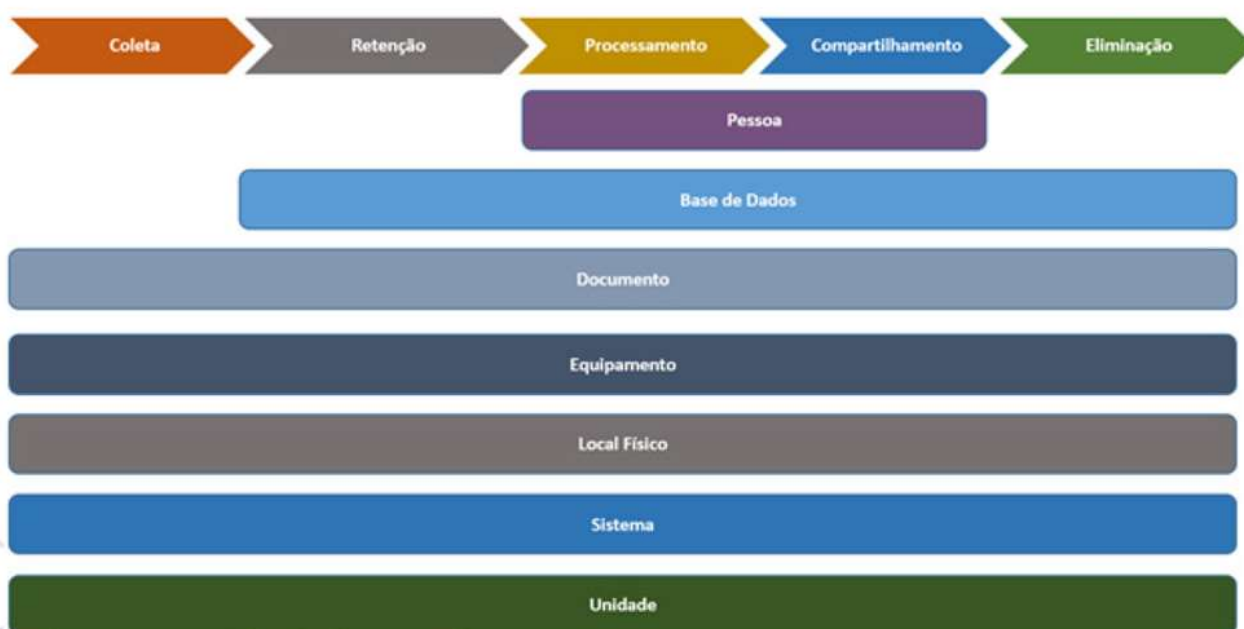 Coleta Retenção Processamento Compartilhamento Eliminação
Pessoa
Base de Dados
Documento
Equipamento
Local Físico
Sistema
Unidade